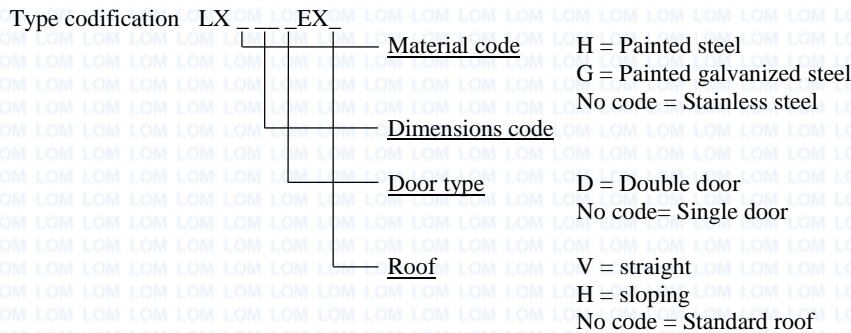 Type codification LX _ _ _ EX_
Material code H = Painted steel
G = Painted galvanized steel
No code = Stainless steel
Dimensions code
Door type D = Double door
No code= Single door
Roof V = straight
H = sloping
No code = Standard roof